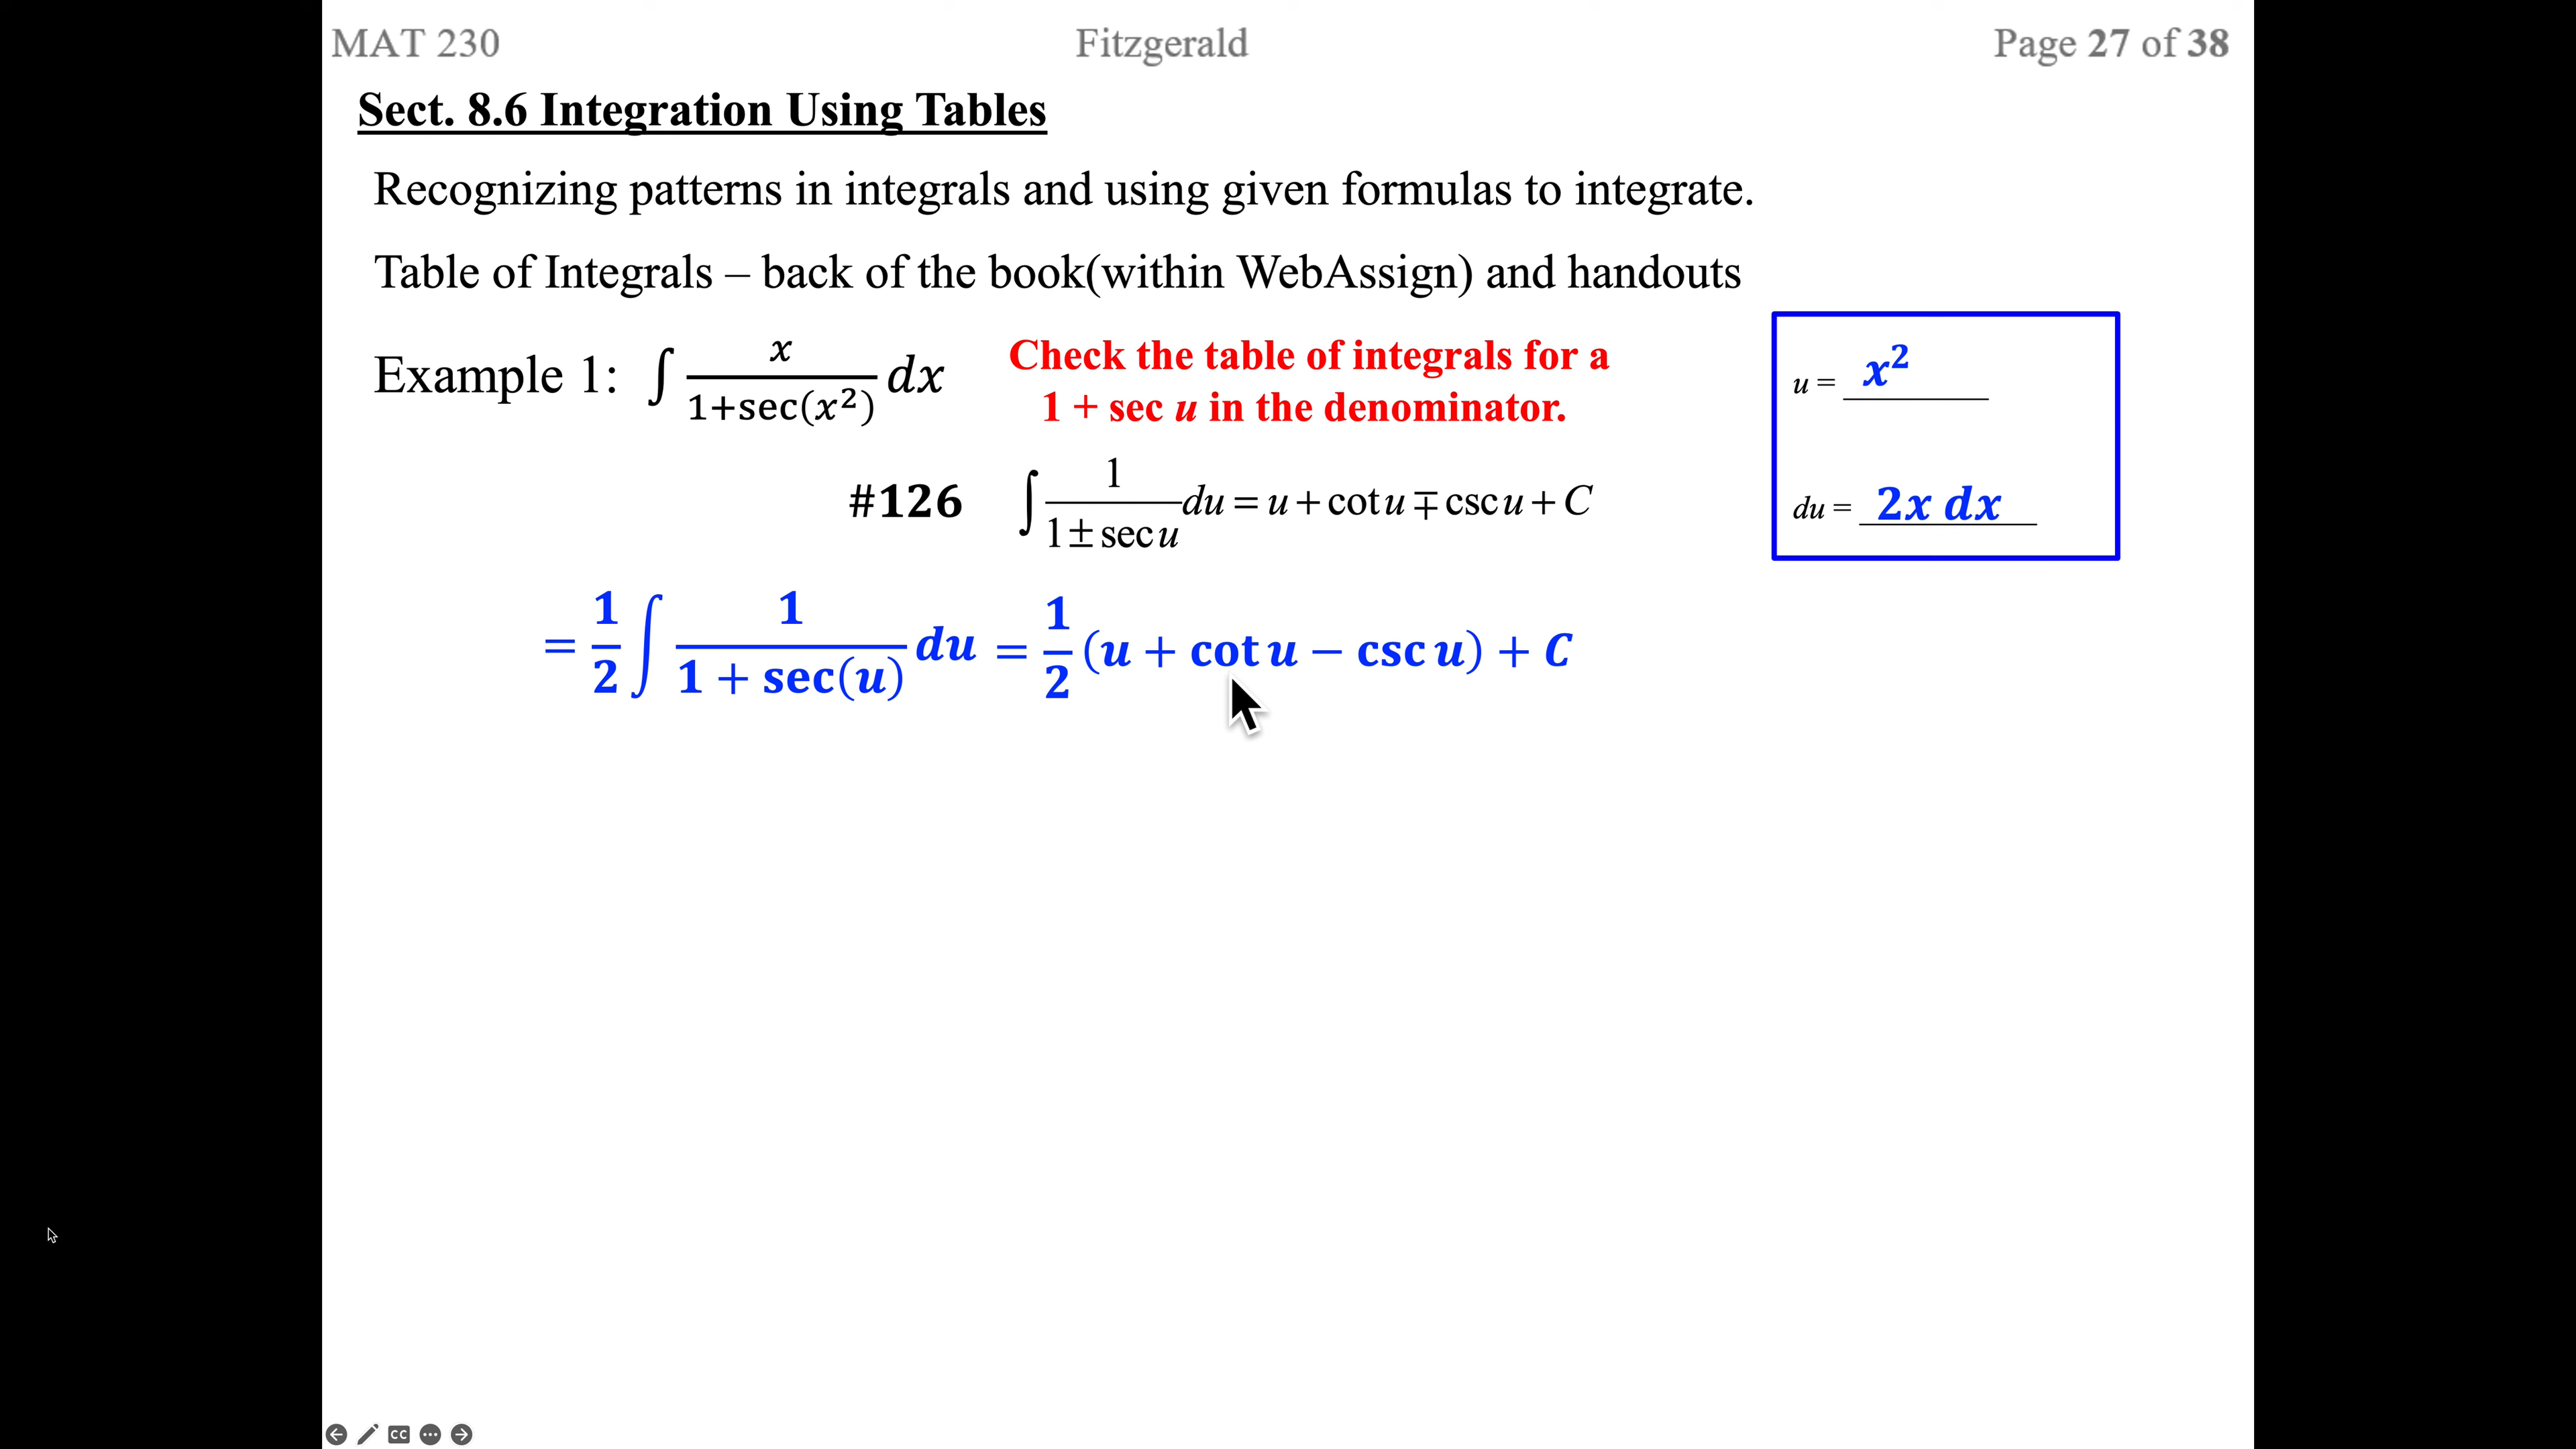 MAT 230 Fitzgerald Page 27 of 38
Sect. 8.6 Integration Using Tables
Recognizing patterns in integrals and using given formulas to integrate.
Table of Integrals – back of the book(within WebAssign) and handouts
Example 1: ∫ x/(1+sec(x²)) dx
Check the table of integrals for a
1 + sec u in the denominator.
u = x²
du = 2x dx
#126 ∫ 1/(1 ± sec u) du = u + cot u ∓ csc u + C
= 1/2 ∫ 1/(1 + sec(u)) du = 1/2 (u + cot u − csc u) + C
CC